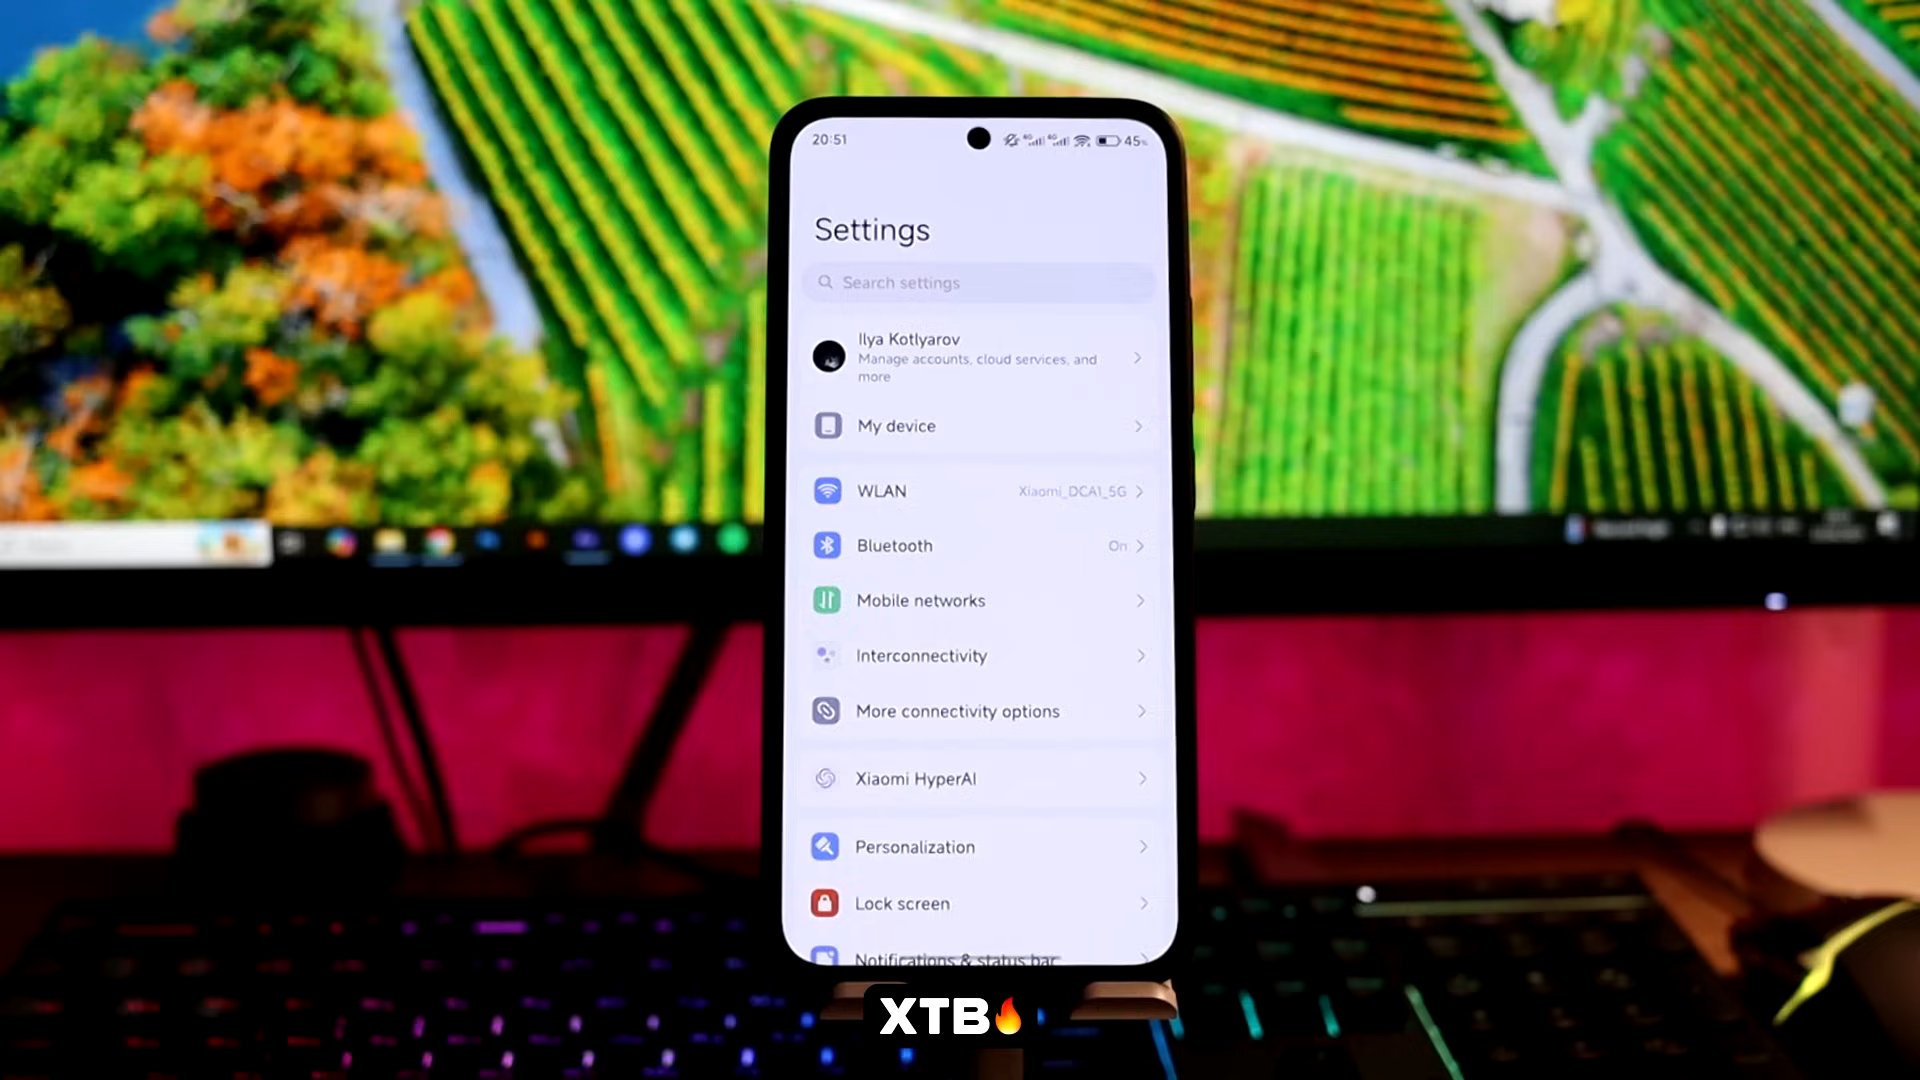 20:51
45%
Settings
Search settings
Ilya Kotlyarov
Manage accounts, cloud services, and
more
My device
WLAN
Xiaomi_DCA1_5G
Bluetooth
On
Mobile networks
Interconnectivity
More connectivity options
Xiaomi HyperAI
Personalization
Lock screen
Notifications & status bar
XTB🔥